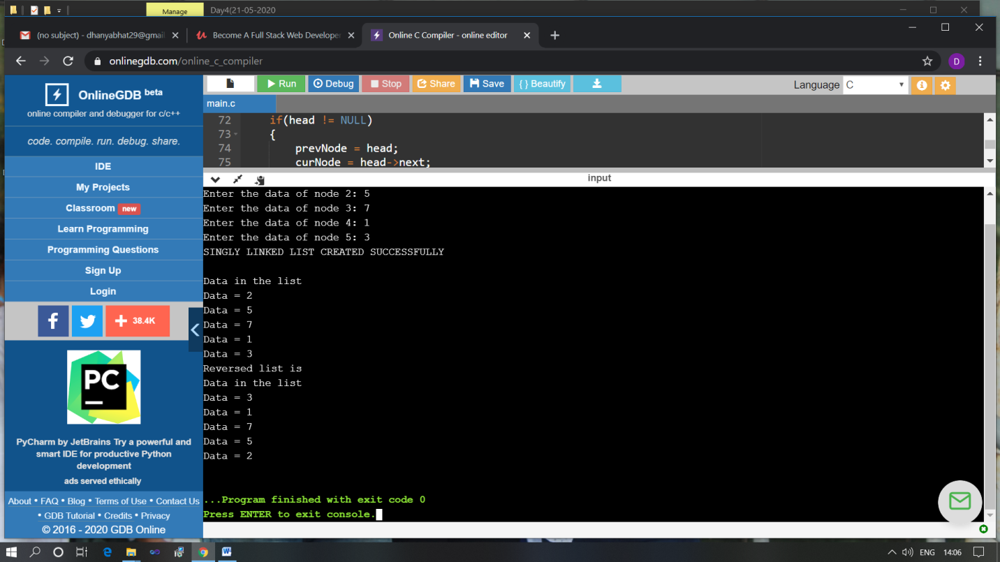 Manage
Day4(21-05-2020
(no subject) - dhanyabhat29@gmail
Become A Full Stack Web Developer
Online C Compiler - online editor
onlinegdb.com/online_c_compiler
D
OnlineGDB beta
online compiler and debugger for c/c++
code. compile. run. debug. share.
IDE
My Projects
Classroom new
Learn Programming
Programming Questions
Sign Up
Login
38.4K
PC
PyCharm by JetBrains Try a powerful and
smart IDE for productive Python
development
ads served ethically
About • FAQ • Blog • Terms of Use • Contact Us
• GDB Tutorial • Credits • Privacy
© 2016 - 2020 GDB Online
Run Debug Stop Share Save { } Beautify
Language C
main.c
72 if(head != NULL)
73 {
74 prevNode = head;
75 curNode = head->next;
input
Enter the data of node 2: 5
Enter the data of node 3: 7
Enter the data of node 4: 1
Enter the data of node 5: 3
SINGLY LINKED LIST CREATED SUCCESSFULLY
Data in the list
Data = 2
Data = 5
Data = 7
Data = 1
Data = 3
Reversed list is
Data in the list
Data = 3
Data = 1
Data = 7
Data = 5
Data = 2
...Program finished with exit code 0
Press ENTER to exit console.
ENG 14:06